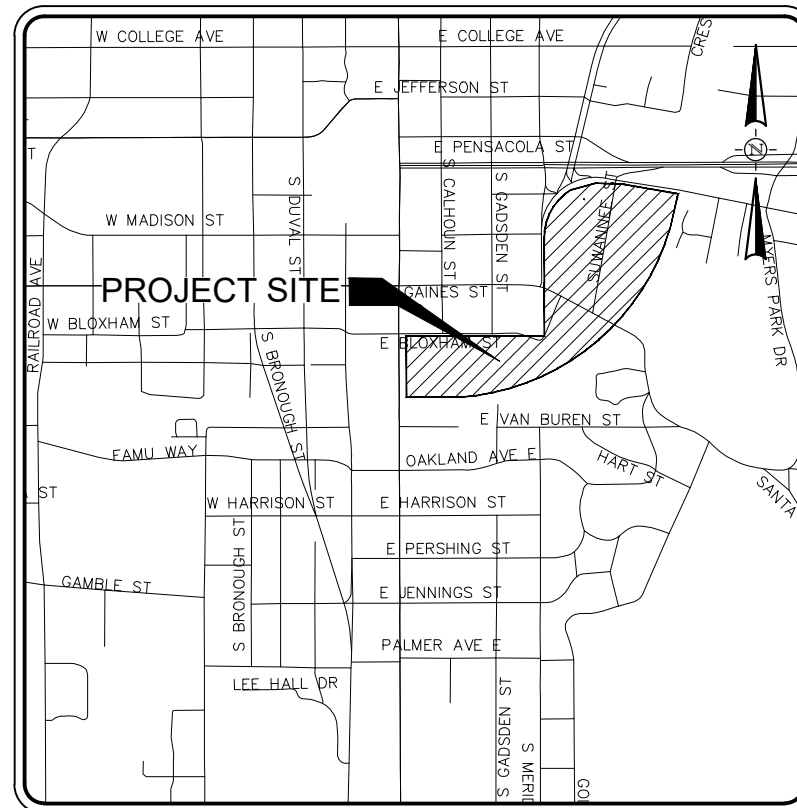 W COLLEGE AVE
E COLLEGE AVE
CRES
E JEFFERSON ST
T
E PENSACOLA ST
N
S DUVAL ST
S CALHOUN ST
S GADSDEN ST
SUWANNEE ST
W MADISON ST
MYERS PARK DR
RAILROAD AVE
PROJECT SITE
GAINES ST
W BLOXHAM ST
E BLOXHAM ST
S BRONOUGH ST
E VAN BUREN ST
FAMU WAY
OAKLAND AVE E
HART ST
SANTA
ST
W HARRISON ST
E HARRISON ST
S BRONOUGH ST
E PERSHING ST
GAMBLE ST
E JENNINGS ST
PALMER AVE E
LEE HALL DR
S GADSDEN ST
S MERID